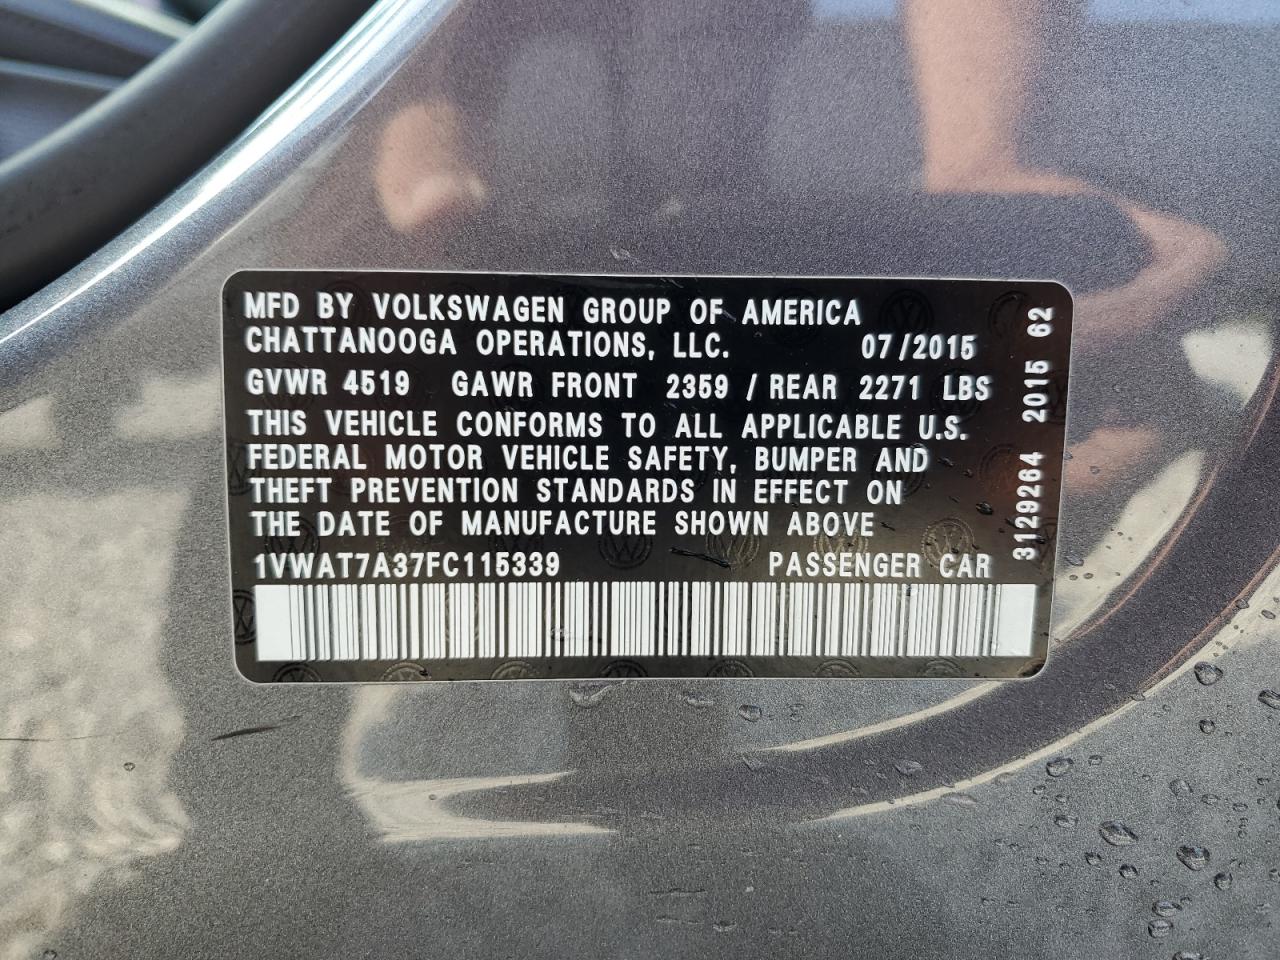 MFD BY VOLKSWAGEN GROUP OF AMERICA
CHATTANOOGA OPERATIONS, LLC. 07/2015
GVWR 4519 GAWR FRONT 2359 / REAR 2271 LBS
THIS VEHICLE CONFORMS TO ALL APPLICABLE U.S.
FEDERAL MOTOR VEHICLE SAFETY, BUMPER AND
THEFT PREVENTION STANDARDS IN EFFECT ON
THE DATE OF MANUFACTURE SHOWN ABOVE
1VWAT7A37FC115339 PASSENGER CAR
3129264 2015 62